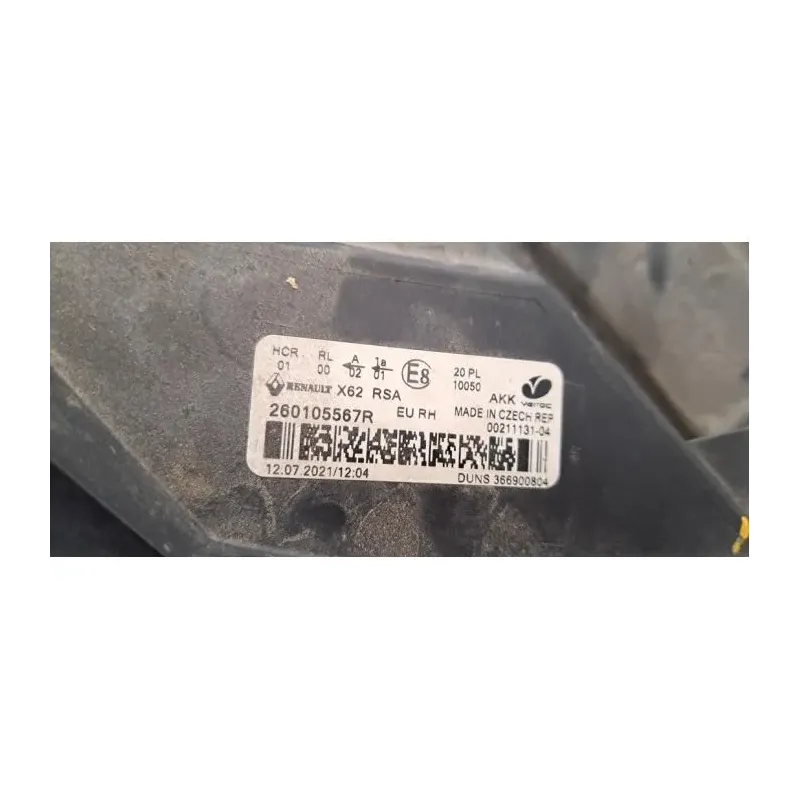 HCR RL A 1a
01 00 02 01 E8 20 PL
10050
RENAULT X62 RSA AKK
260105567R EU RH MADE IN CZECH REP
00211131-04
12.07.2021/12:04 DUNS 366900804